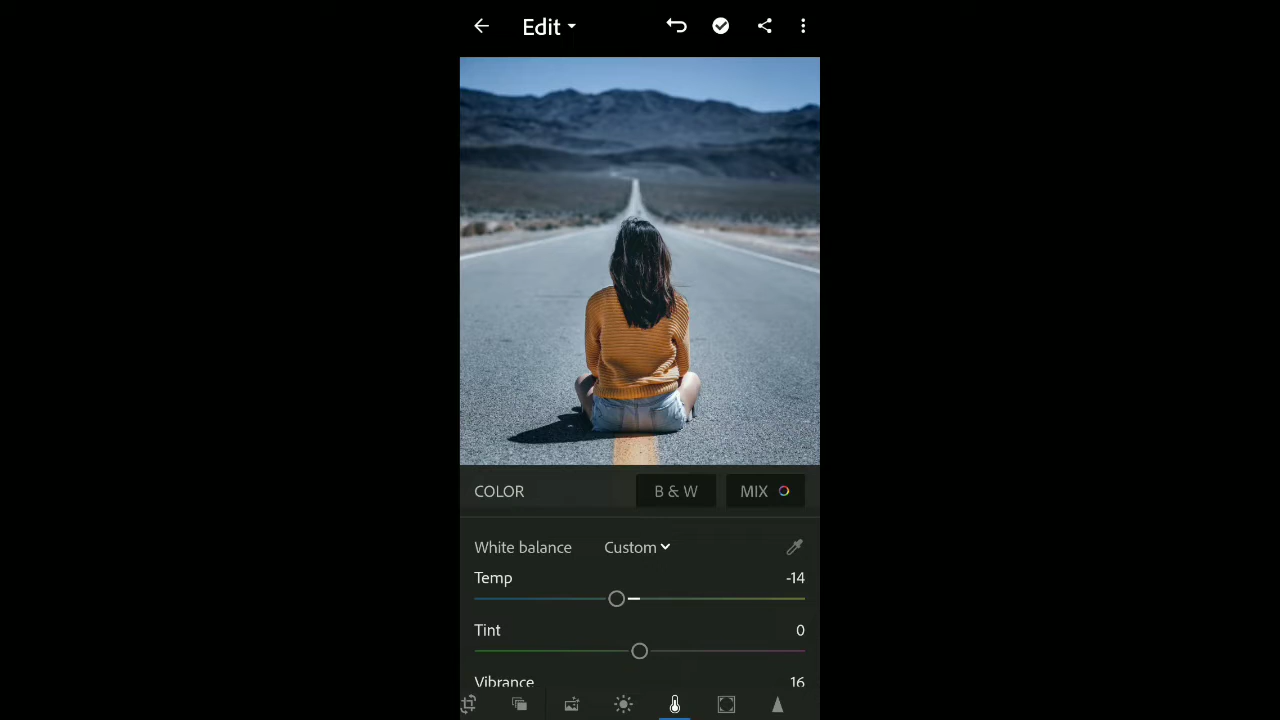 Edit
COLOR B & W MIX
White balance Custom
Temp -14
Tint 0
Vibrance 16